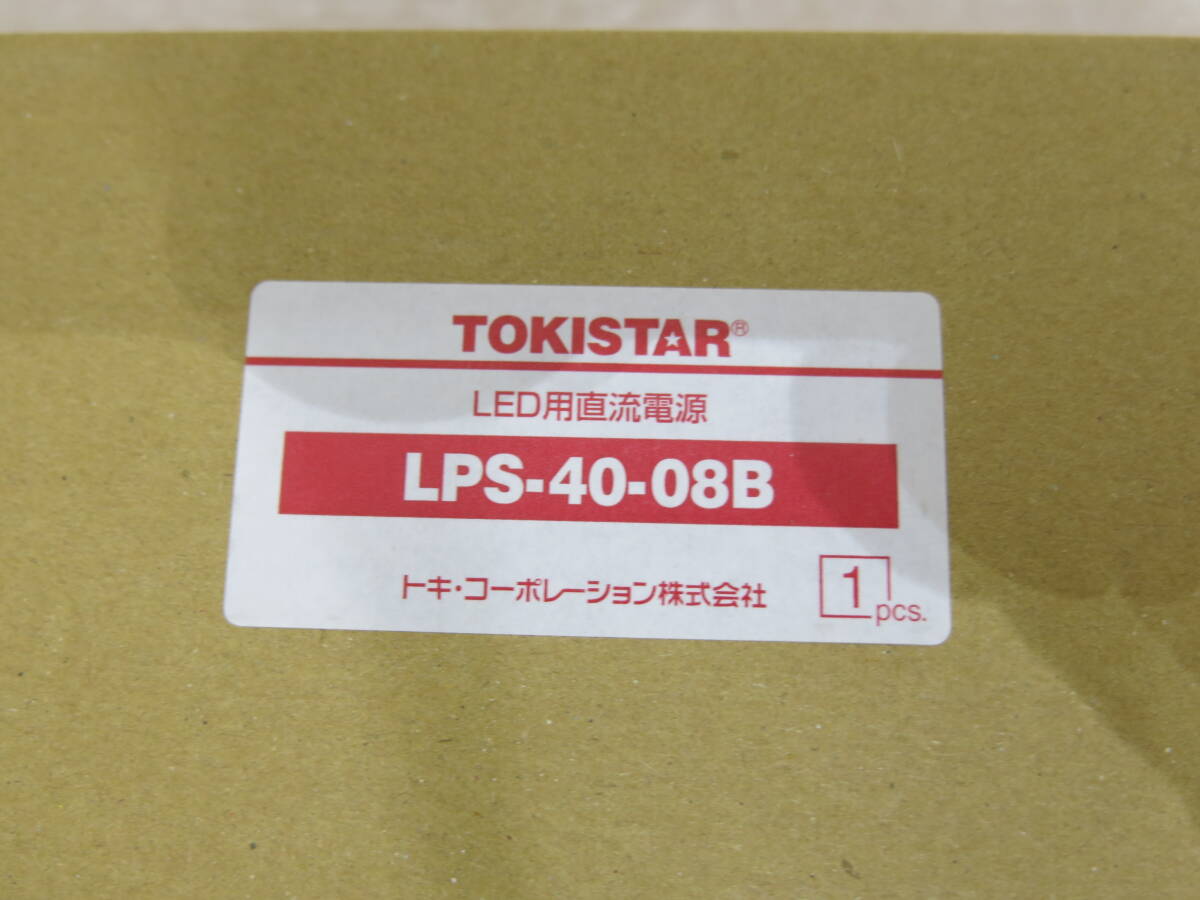 TOKISTAR®
LED用直流電源
LPS-40-08B
トキ・コーポレーション株式会社
1 pcs.